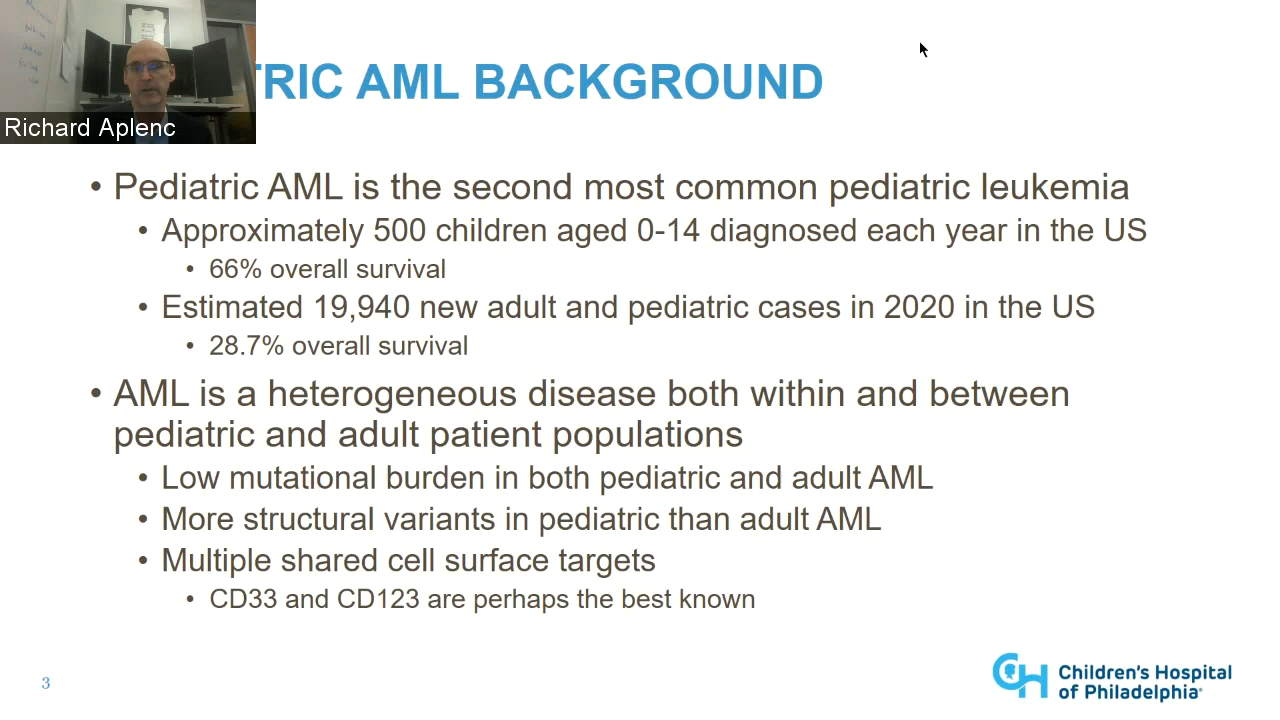 TRIC AML BACKGROUND
Richard Aplenc
• Pediatric AML is the second most common pediatric leukemia
• Approximately 500 children aged 0-14 diagnosed each year in the US
• 66% overall survival
• Estimated 19,940 new adult and pediatric cases in 2020 in the US
• 28.7% overall survival
• AML is a heterogeneous disease both within and between
pediatric and adult patient populations
• Low mutational burden in both pediatric and adult AML
• More structural variants in pediatric than adult AML
• Multiple shared cell surface targets
• CD33 and CD123 are perhaps the best known
3
CH Children's Hospital
of Philadelphia